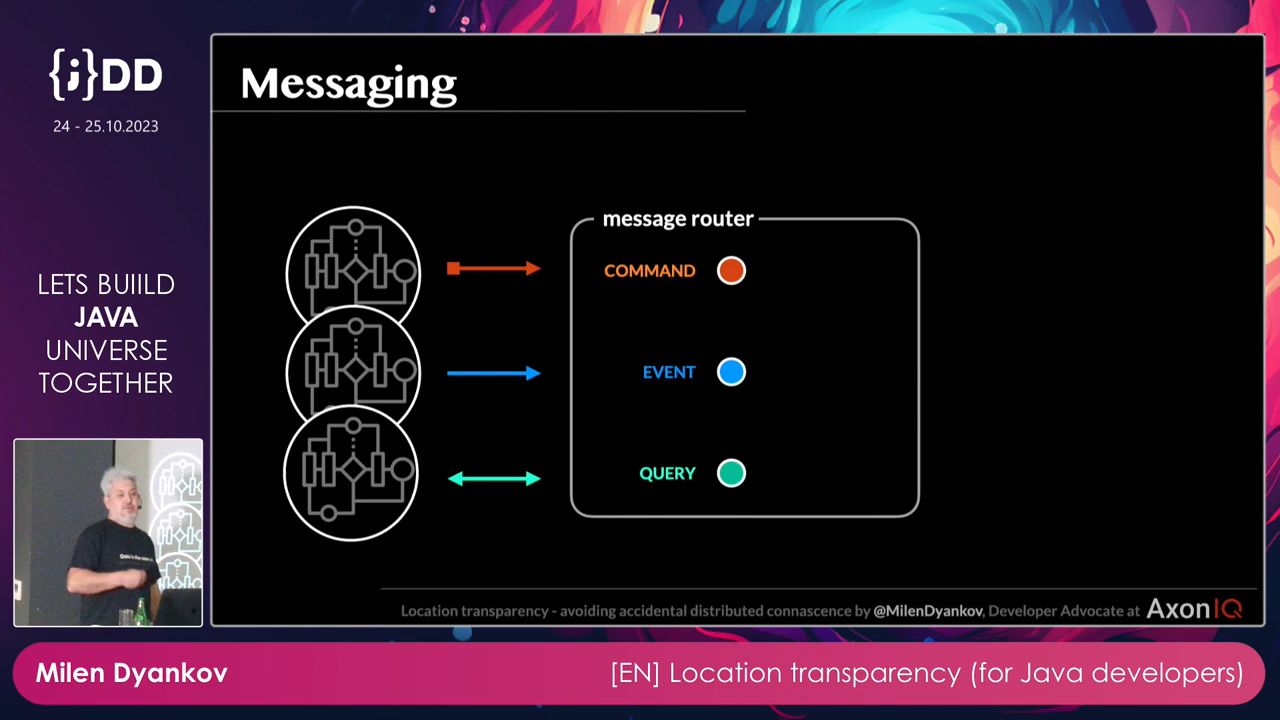 {j}DD
24 - 25.10.2023
LETS BUIILD
JAVA
UNIVERSE
TOGETHER
Messaging
message router
COMMAND
EVENT
QUERY
Location transparency - avoiding accidental distributed connascence by @MilenDyankov, Developer Advocate at AxonIQ
Milen Dyankov
[EN] Location transparency (for Java developers)